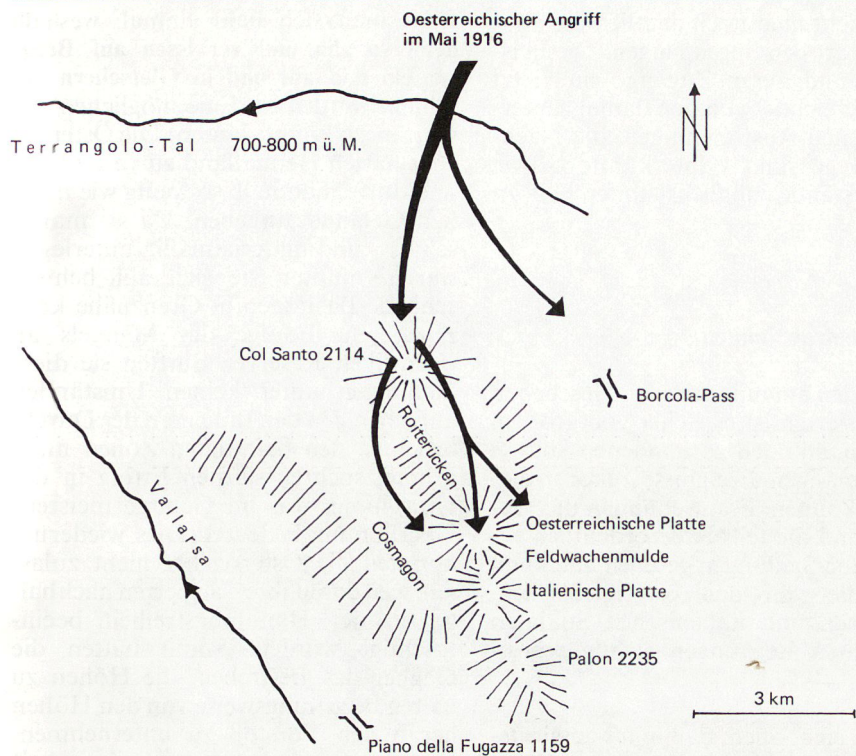 Oesterreichischer Angriff
im Mai 1916
N
Terrangolo-Tal 700-800 m ü. M.
Col Santo 2114
Borcola-Pass
Roiterücken
Vallarsa
Cosmagon
Oesterreichische Platte
Feldwachenmulde
Italienische Platte
Palon 2235
3 km
Piano della Fugazza 1159